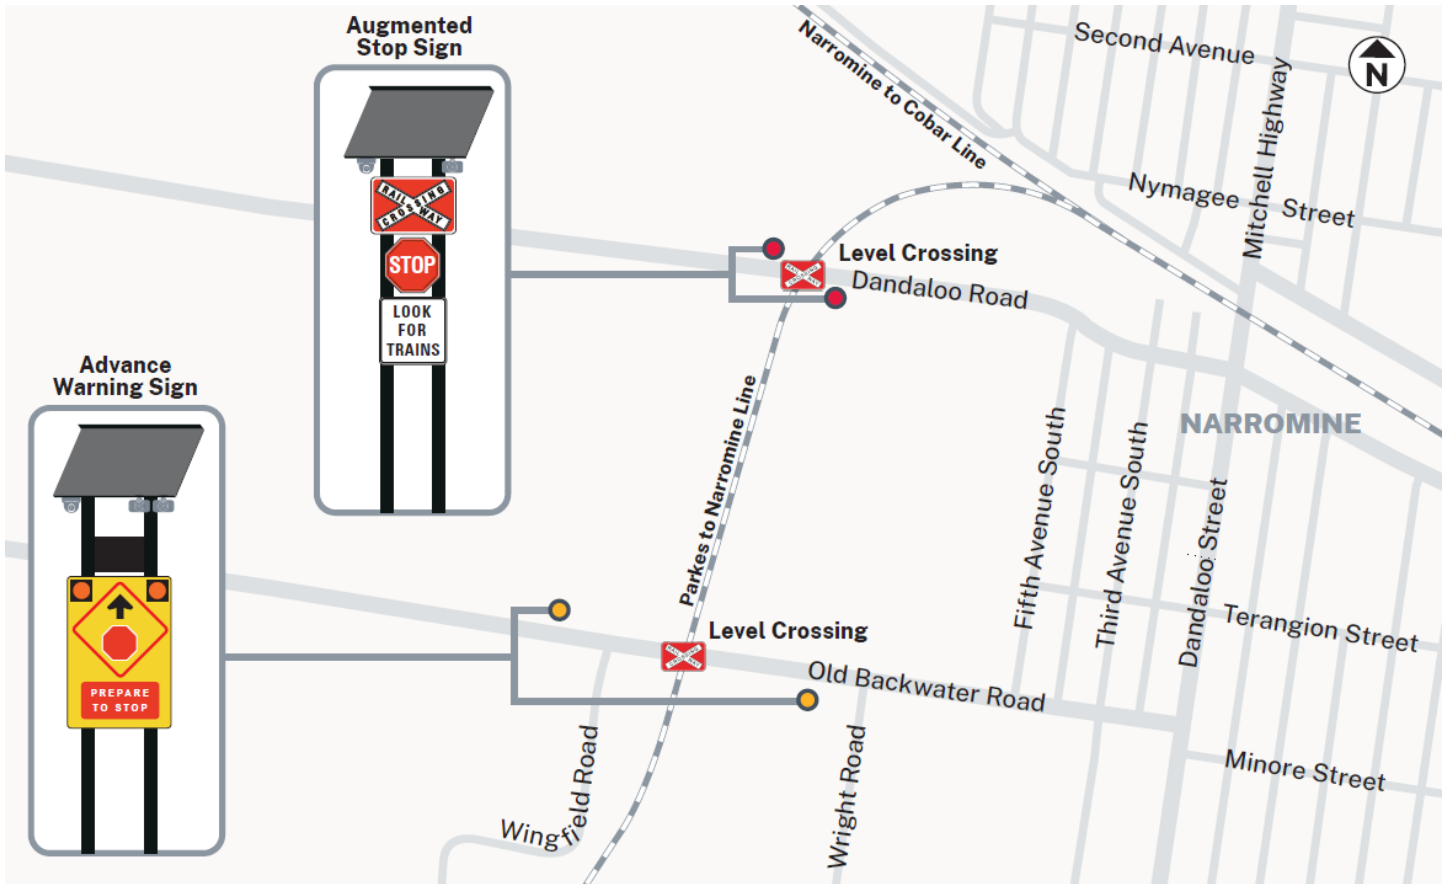 Augmented
Stop Sign
RAIL WAY
CROSSING
STOP
LOOK
FOR
TRAINS
Advance
Warning Sign
PREPARE
TO STOP
Second Avenue
N
Narromine to Cobar Line
Mitchell Highway
Nymagee Street
Level Crossing
Dandaloo Road
NARROMINE
Parkes to Narromine Line
Fifth Avenue South
Third Avenue South
Dandaloo Street
Terangion Street
Level Crossing
Old Backwater Road
Minore Street
Wingfield Road
Wright Road